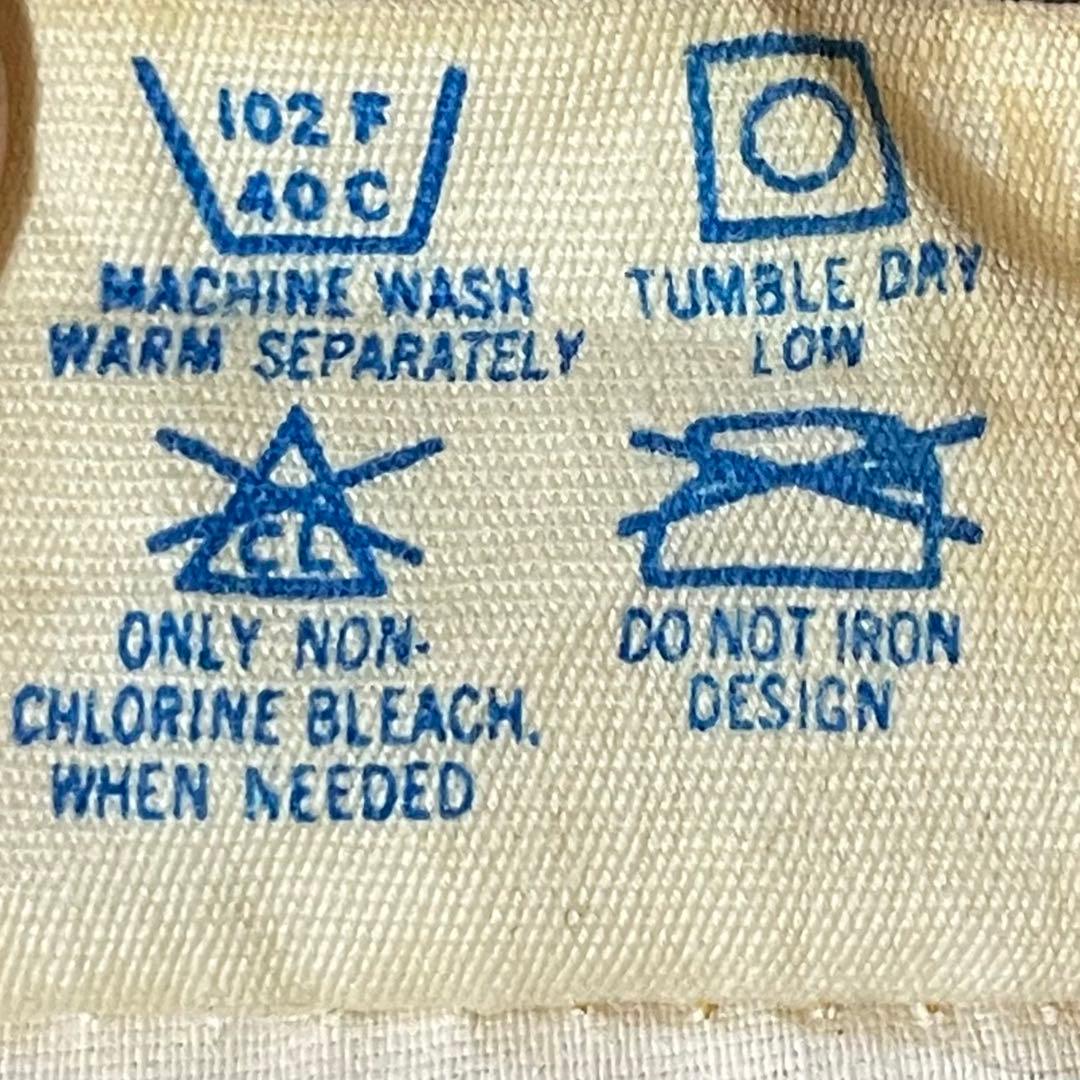 102 F
40 C
MACHINE WASH
WARM SEPARATELY
TUMBLE DRY
LOW
CL
ONLY NON-
CHLORINE BLEACH.
WHEN NEEDED
DO NOT IRON
DESIGN